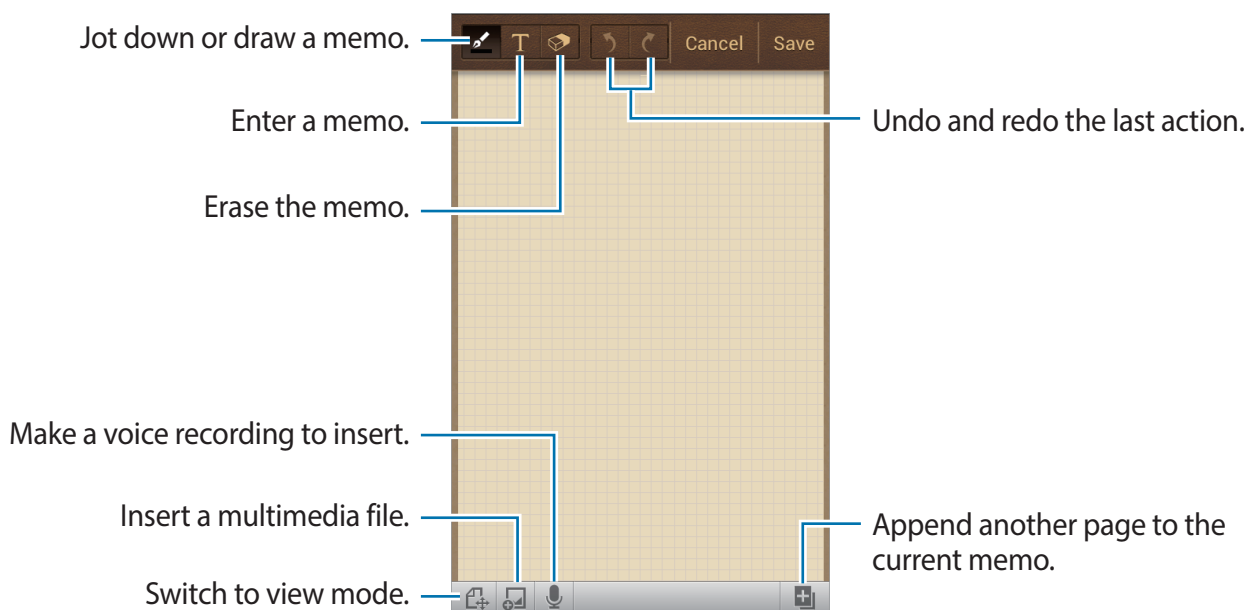 Jot down or draw a memo.
T
Cancel
Save
Enter a memo.
Undo and redo the last action.
Erase the memo.
Make a voice recording to insert.
Insert a multimedia file.
Append another page to the
current memo.
Switch to view mode.